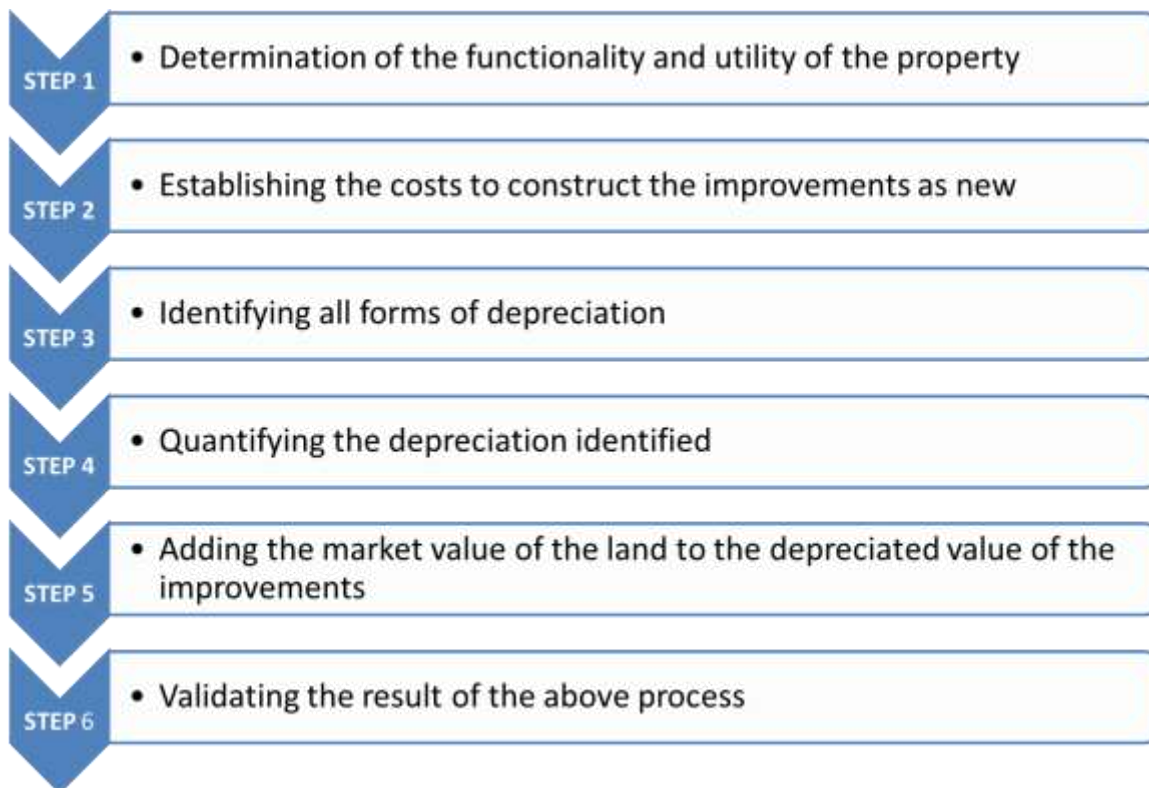 STEP 1
• Determination of the functionality and utility of the property
STEP 2
• Establishing the costs to construct the improvements as new
STEP 3
• Identifying all forms of depreciation
STEP 4
• Quantifying the depreciation identified
STEP 5
• Adding the market value of the land to the depreciated value of the
improvements
STEP 6
• Validating the result of the above process